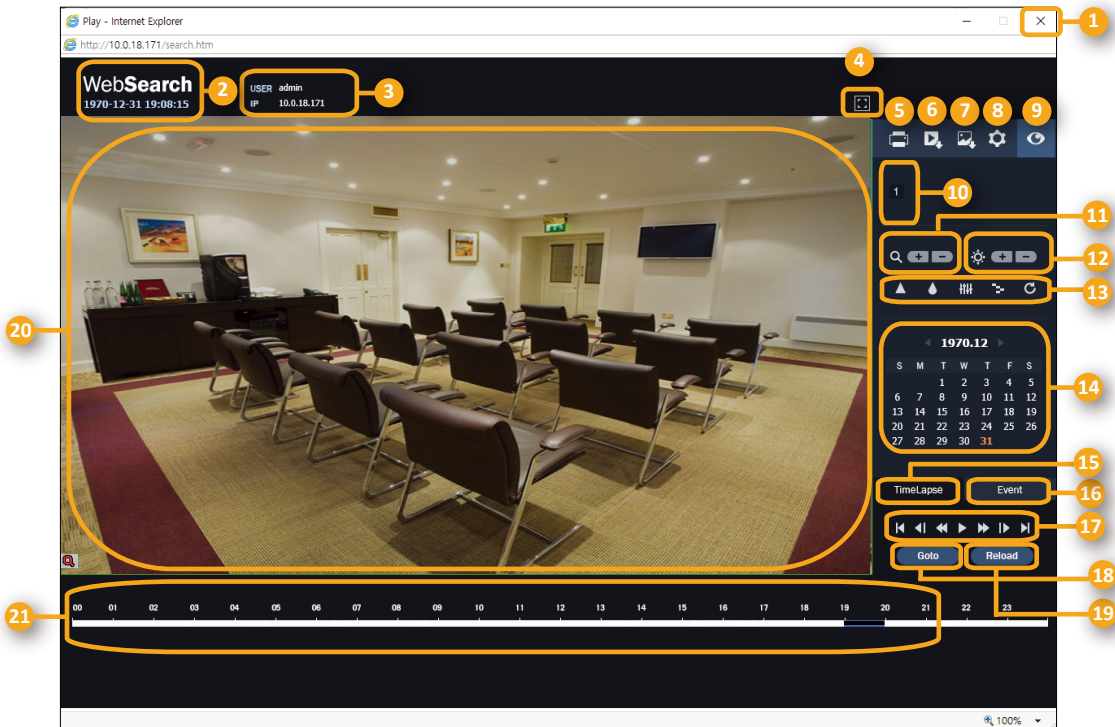 Play - Internet Explorer
1
http://10.0.18.171/search.htm
WebSearch
1970-12-31 19:08:15
2
USER admin
IP 10.0.18.171
3
4
5 6 7 8 9
1
10
11
12
13
1970.12
S M T W T F S
1 2 3 4 5
6 7 8 9 10 11 12
13 14 15 16 17 18 19
20 21 22 23 24 25 26
27 28 29 30 31
14
15
TimeLapse Event
16
17
Goto Reload
18
19
20
21
00 01 02 03 04 05 06 07 08 09 10 11 12 13 14 15 16 17 18 19 20 21 22 23
100%